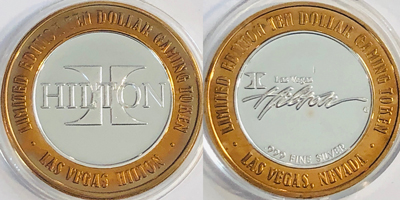 LIMITED EDITION TEN DOLLAR GAMING TOKEN
HILTON
• LAS VEGAS HILTON •
LIMITED EDITION TEN DOLLAR GAMING TOKEN
LAS VEGAS
Hilton
.999 FINE SILVER
• LAS VEGAS, NEVADA •